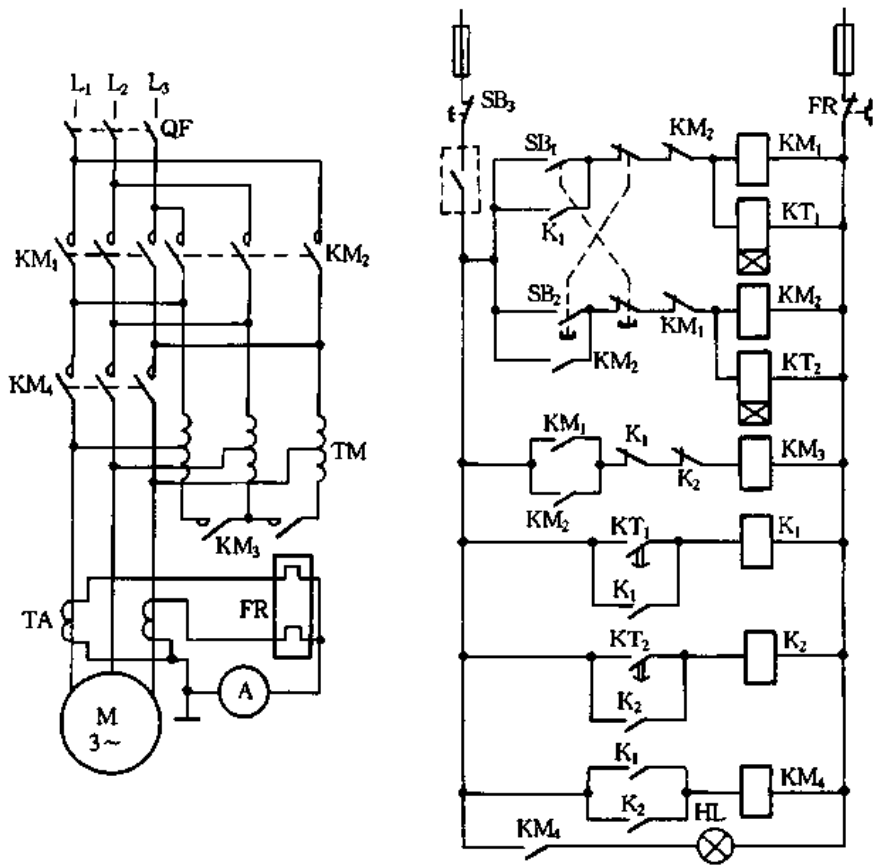 L₁ L₂ L₃
QF
KM₁
KM₂
KM₄
TM
KM₃
TA
FR
A
M
3～
SB₃
FR
SB₁
KM₂
KM₁
K₁
KT₁
SB₂
KM₁
KM₂
KM₂
KT₂
KM₁
K₁
K₂
KM₃
KM₂
KT₁
K₁
K₁
KT₂
K₂
K₂
K₁
KM₄
K₂
HL
KM₄